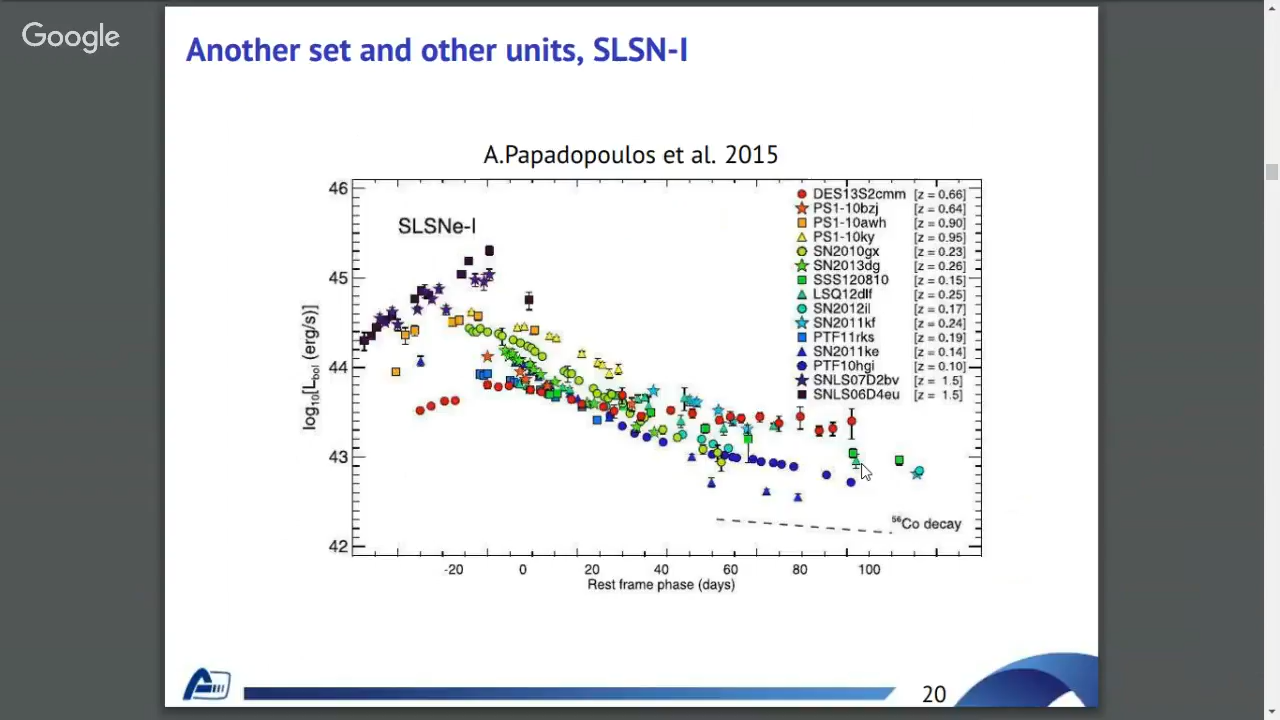 Google
Another set and other units, SLSN-I
A.Papadopoulos et al. 2015
46
45
44
43
42
log10[Lbol (erg/s)]
SLSNe-I
DES13S2cmm [z = 0.66]
PS1-10bzj [z = 0.64]
PS1-10awh [z = 0.90]
PS1-10ky [z = 0.95]
SN2010gx [z = 0.23]
SN2013dg [z = 0.26]
SSS120810 [z = 0.15]
LSQ12dlf [z = 0.25]
SN2012il [z = 0.17]
SN2011kf [z = 0.24]
PTF11rks [z = 0.19]
SN2011ke [z = 0.14]
PTF10hgi [z = 0.10]
SNLS07D2bv [z = 1.5]
SNLS06D4eu [z = 1.5]
56Co decay
-20 0 20 40 60 80 100
Rest frame phase (days)
20